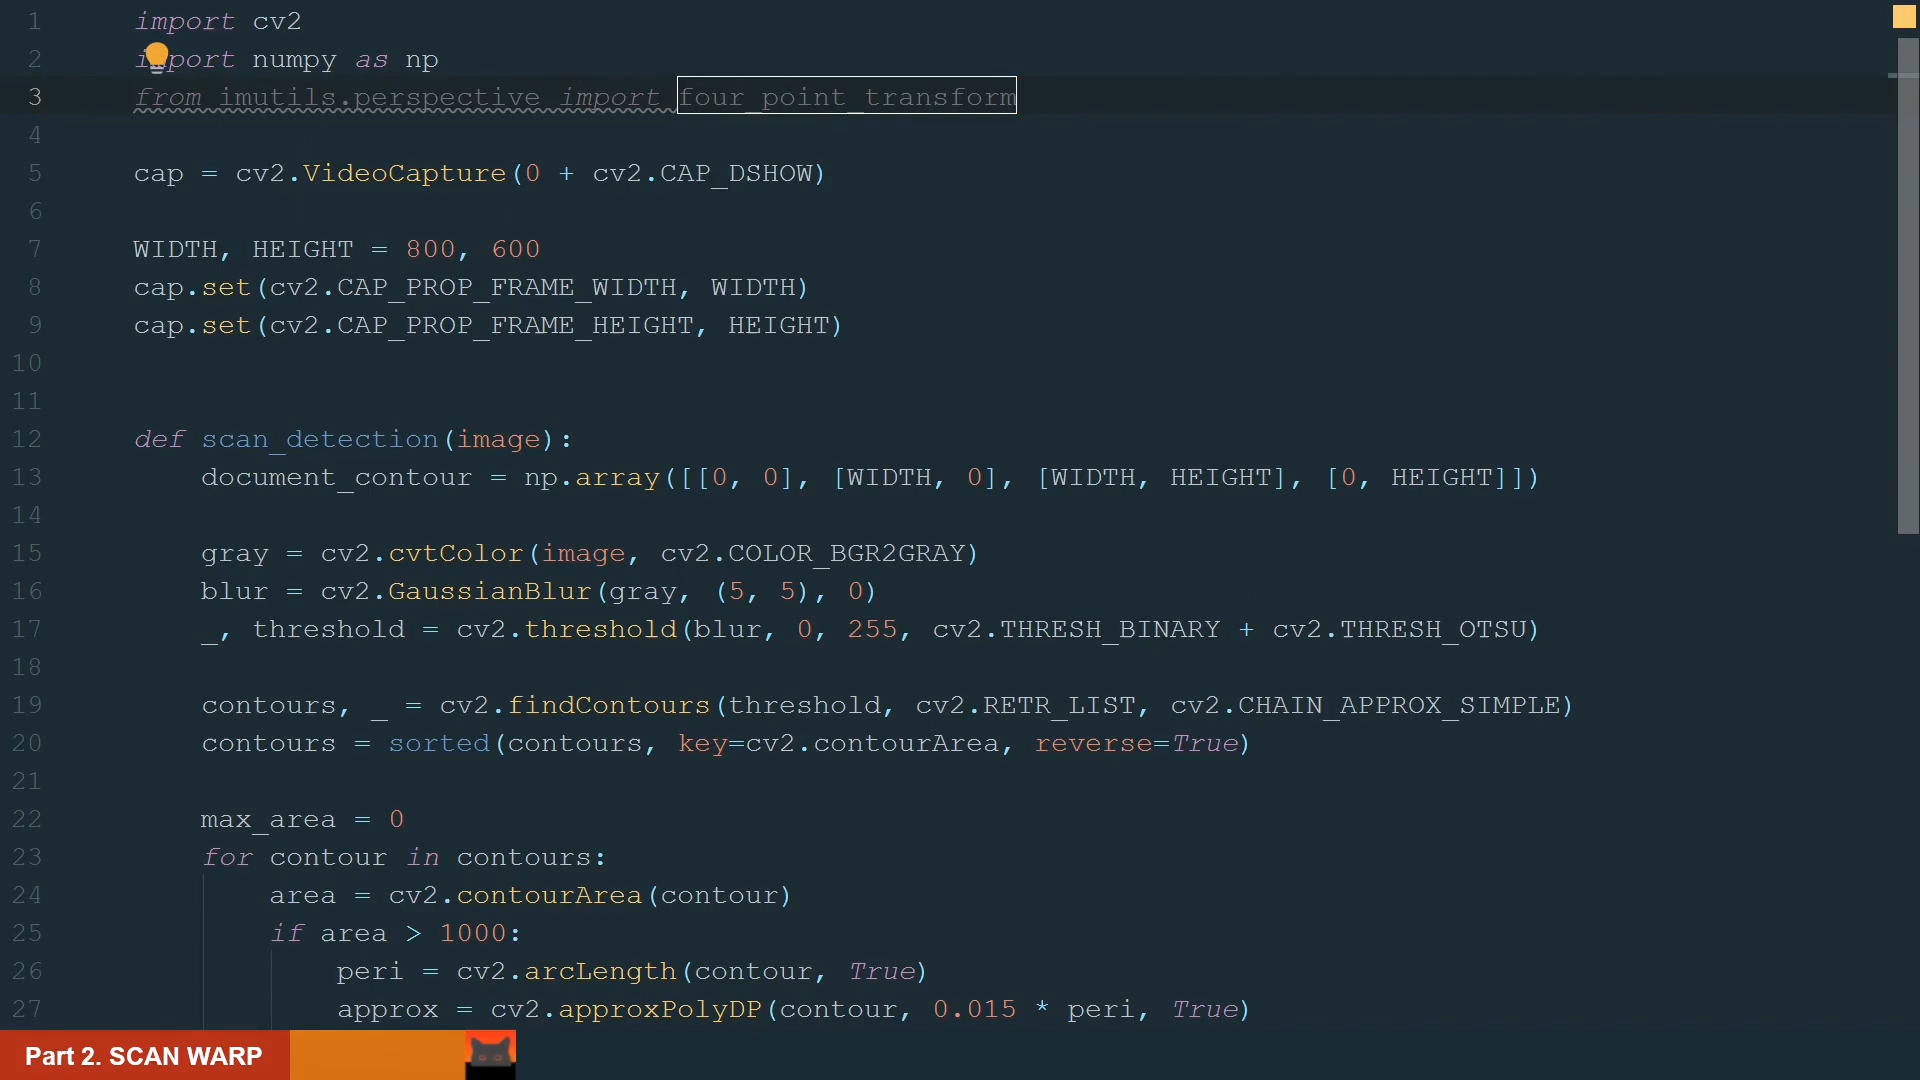 1 import cv2
2 import numpy as np
3 from imutils.perspective import four_point_transform
4
5 cap = cv2.VideoCapture(0 + cv2.CAP_DSHOW)
6
7 WIDTH, HEIGHT = 800, 600
8 cap.set(cv2.CAP_PROP_FRAME_WIDTH, WIDTH)
9 cap.set(cv2.CAP_PROP_FRAME_HEIGHT, HEIGHT)
10
11
12 def scan_detection(image):
13 document_contour = np.array([[0, 0], [WIDTH, 0], [WIDTH, HEIGHT], [0, HEIGHT]])
14
15 gray = cv2.cvtColor(image, cv2.COLOR_BGR2GRAY)
16 blur = cv2.GaussianBlur(gray, (5, 5), 0)
17 _, threshold = cv2.threshold(blur, 0, 255, cv2.THRESH_BINARY + cv2.THRESH_OTSU)
18
19 contours, _ = cv2.findContours(threshold, cv2.RETR_LIST, cv2.CHAIN_APPROX_SIMPLE)
20 contours = sorted(contours, key=cv2.contourArea, reverse=True)
21
22 max_area = 0
23 for contour in contours:
24 area = cv2.contourArea(contour)
25 if area > 1000:
26 peri = cv2.arcLength(contour, True)
27 approx = cv2.approxPolyDP(contour, 0.015 * peri, True)
Part 2. SCAN WARP